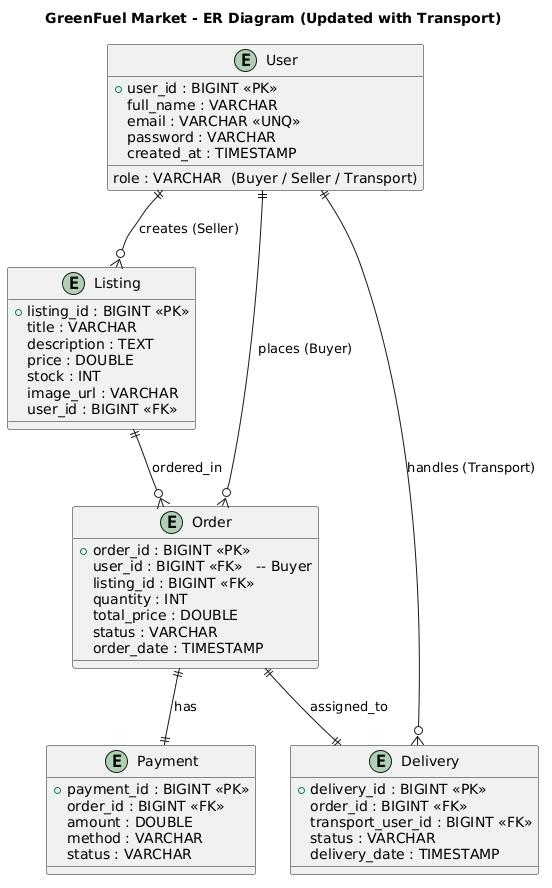 GreenFuel Market - ER Diagram (Updated with Transport)
E User
user_id : BIGINT «PK»
full_name : VARCHAR
email : VARCHAR «UNQ»
password : VARCHAR
created_at : TIMESTAMP
role : VARCHAR  (Buyer / Seller / Transport)
creates (Seller)
E Listing
listing_id : BIGINT «PK»
title : VARCHAR
description : TEXT
price : DOUBLE
stock : INT
image_url : VARCHAR
user_id : BIGINT «FK»
places (Buyer)
ordered_in
handles (Transport)
E Order
order_id : BIGINT «PK»
user_id : BIGINT «FK»   -- Buyer
listing_id : BIGINT «FK»
quantity : INT
total_price : DOUBLE
status : VARCHAR
order_date : TIMESTAMP
has
assigned_to
E Payment
payment_id : BIGINT «PK»
order_id : BIGINT «FK»
amount : DOUBLE
method : VARCHAR
status : VARCHAR
E Delivery
delivery_id : BIGINT «PK»
order_id : BIGINT «FK»
transport_user_id : BIGINT «FK»
status : VARCHAR
delivery_date : TIMESTAMP